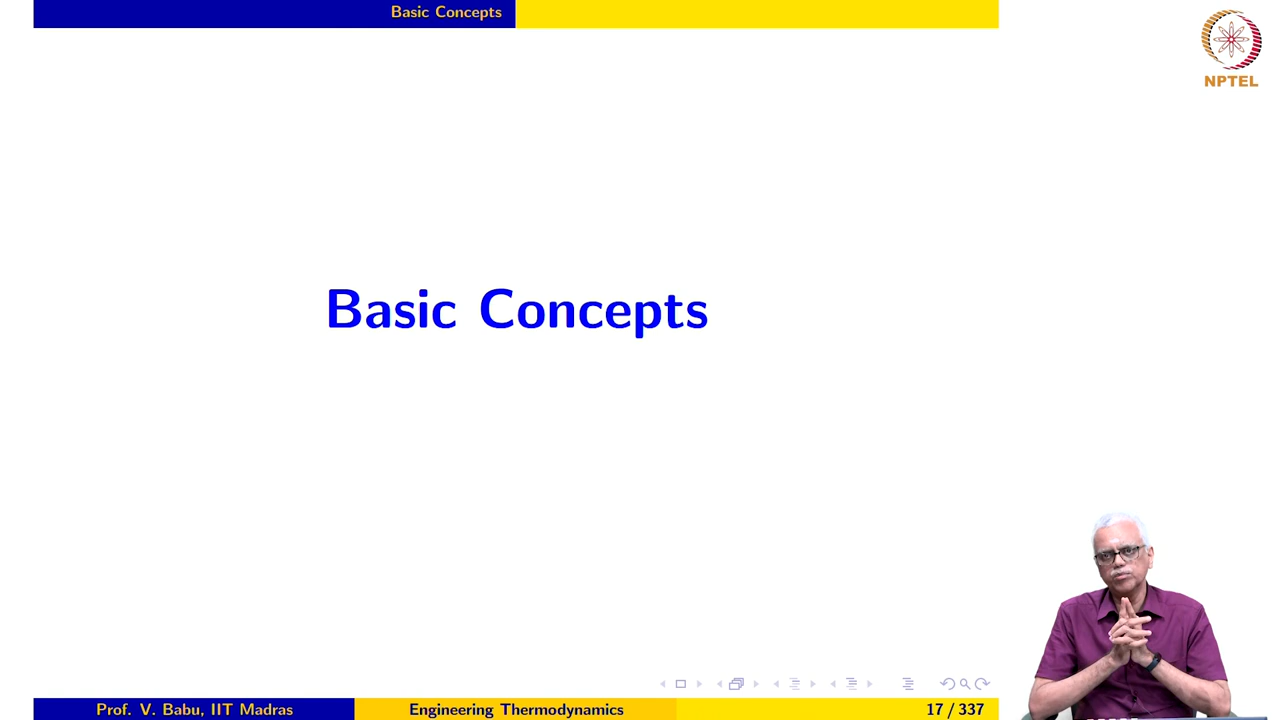 Basic Concepts
NPTEL
Basic Concepts
Prof. V. Babu, IIT Madras
Engineering Thermodynamics
17 / 337